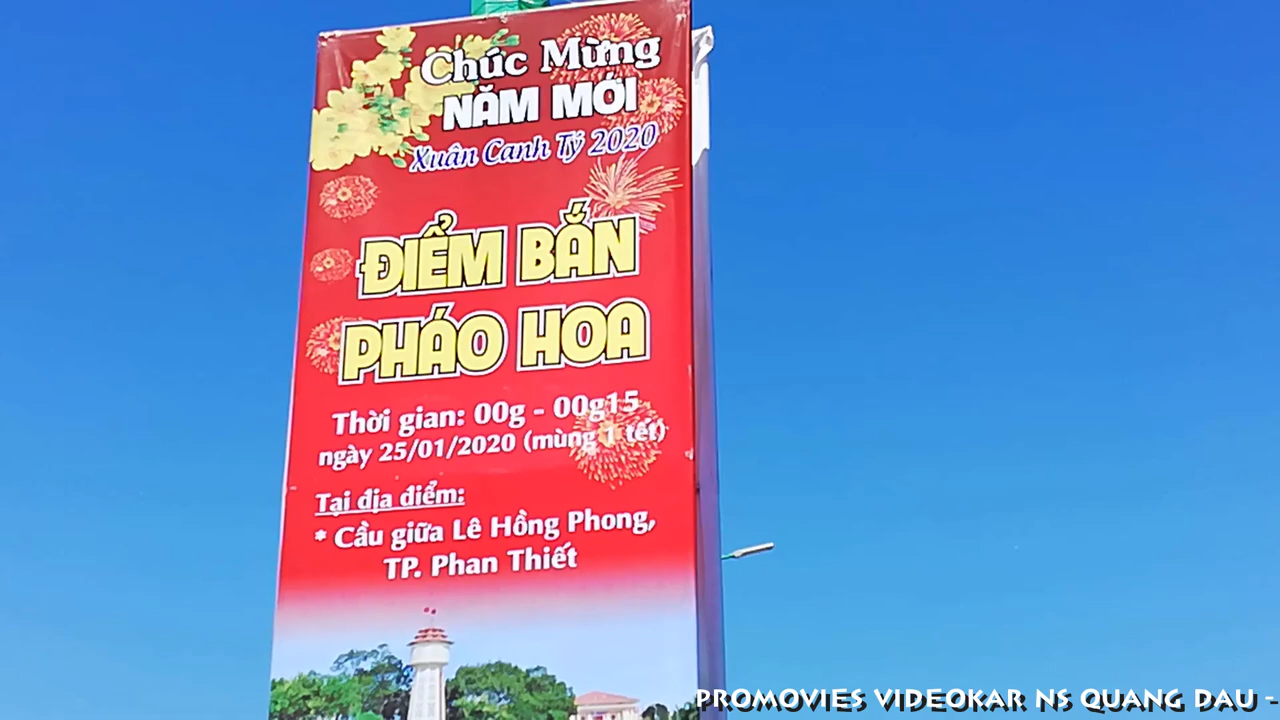 Chúc Mừng
NĂM MỚI
Xuân Canh Tý 2020
ĐIỂM BẮN
PHÁO HOA
Thời gian: 00g - 00g15
ngày 25/01/2020 (mùng 1 tết)
Tại địa điểm:
* Cầu giữa Lê Hồng Phong,
TP. Phan Thiết
PROMOVIES VIDEOKAR NS QUANG DAU -